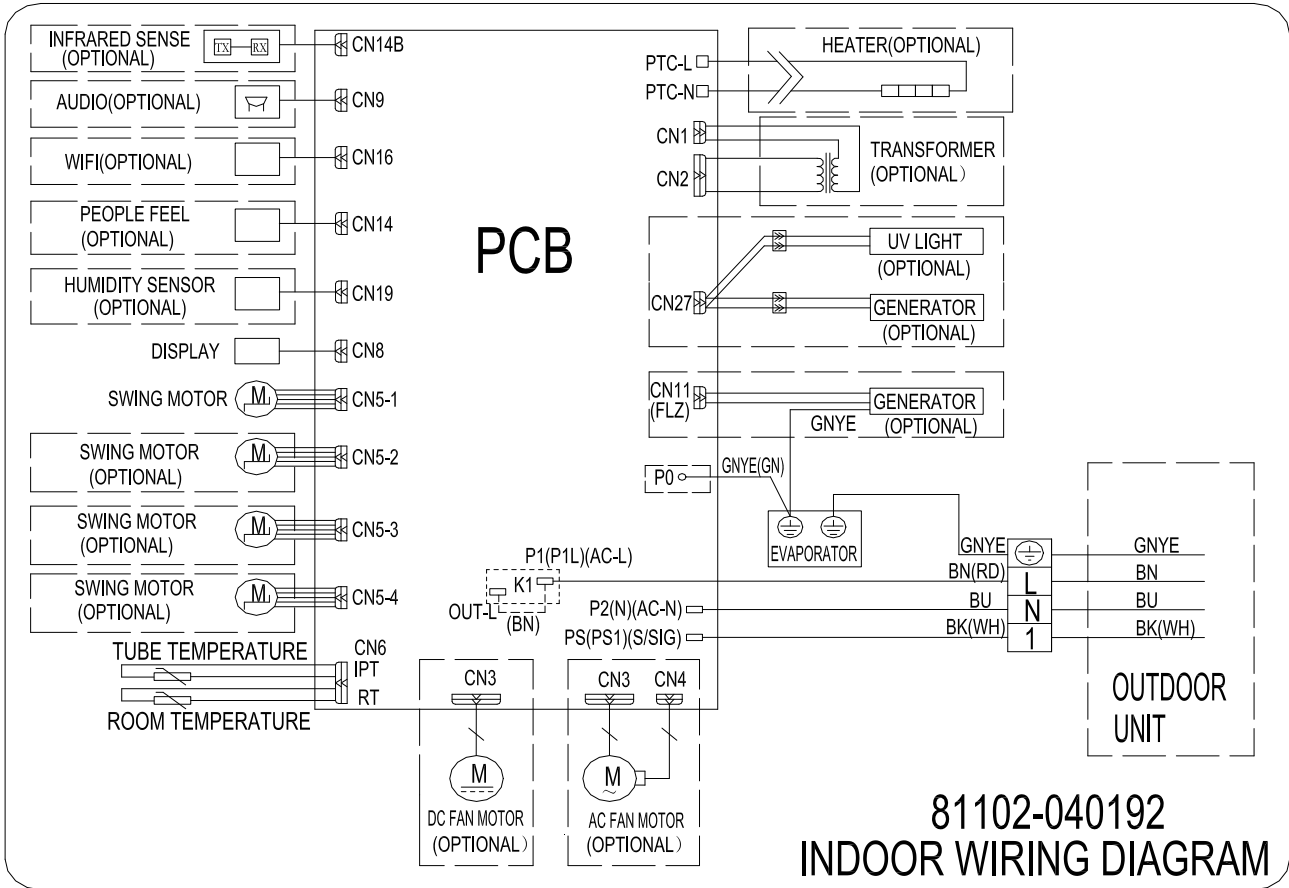 INFRARED SENSE
(OPTIONAL)
TX
RX
CN14B
AUDIO(OPTIONAL)
CN9
WIFI(OPTIONAL)
CN16
PEOPLE FEEL
(OPTIONAL)
CN14
HUMIDITY SENSOR
(OPTIONAL)
CN19
DISPLAY
CN8
SWING MOTOR
M
CN5-1
SWING MOTOR
(OPTIONAL)
M
CN5-2
SWING MOTOR
(OPTIONAL)
M
CN5-3
SWING MOTOR
(OPTIONAL)
M
CN5-4
CN6
TUBE TEMPERATURE
IPT
RT
ROOM TEMPERATURE
PCB
PTC-L
PTC-N
HEATER(OPTIONAL)
CN1
CN2
TRANSFORMER
(OPTIONAL)
CN27
UV LIGHT
(OPTIONAL)
GENERATOR
(OPTIONAL)
CN11
(FLZ)
GENERATOR
(OPTIONAL)
GNYE
P0
GNYE(GN)
EVAPORATOR
P1(P1L)(AC-L)
K1
OUT-L
(BN)
P2(N)(AC-N)
PS(PS1)(S/SIG)
GNYE
BN(RD)
BU
BK(WH)
L
N
1
GNYE
BN
BU
BK(WH)
OUTDOOR
UNIT
CN3
M
DC FAN MOTOR
(OPTIONAL)
CN3
CN4
M
~
AC FAN MOTOR
(OPTIONAL)
81102-040192
INDOOR WIRING DIAGRAM